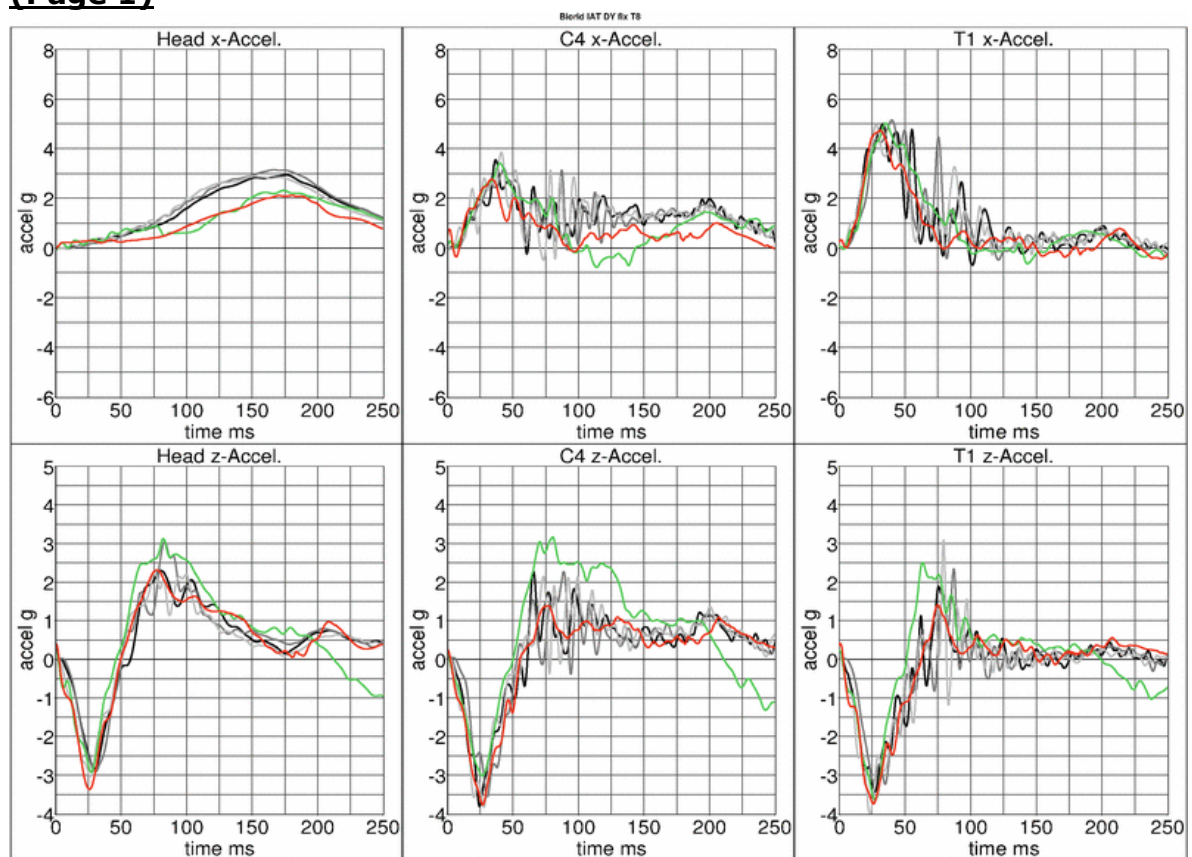 (Page 1)
Biorid IAT DY fix T8
Head x-Accel.
8
6
4
2
0
-2
-4
-6
accel g
0 50 100 150 200 250
time ms
C4 x-Accel.
8
6
4
2
0
-2
-4
-6
accel g
0 50 100 150 200 250
time ms
T1 x-Accel.
8
6
4
2
0
-2
-4
-6
accel g
0 50 100 150 200 250
time ms
Head z-Accel.
5
4
3
2
1
0
-1
-2
-3
-4
accel g
0 50 100 150 200 250
time ms
C4 z-Accel.
5
4
3
2
1
0
-1
-2
-3
-4
accel g
0 50 100 150 200 250
time ms
T1 z-Accel.
5
4
3
2
1
0
-1
-2
-3
-4
accel g
0 50 100 150 200 250
time ms